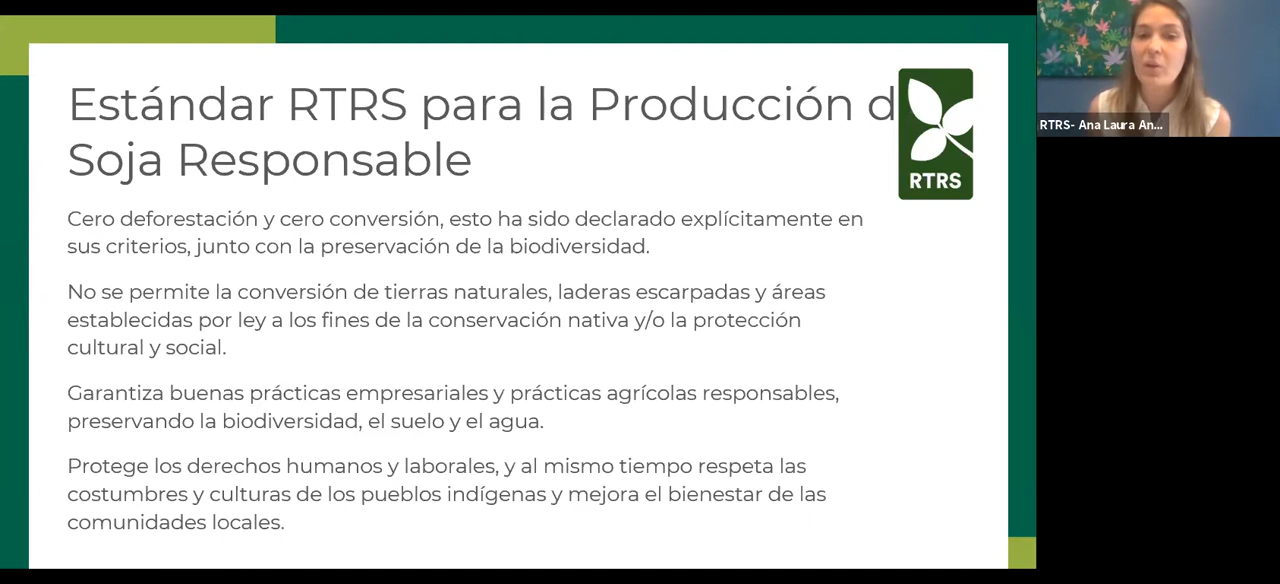 Estándar RTRS para la Producción d
Soja Responsable
RTRS
Cero deforestación y cero conversión, esto ha sido declarado explícitamente en
sus criterios, junto con la preservación de la biodiversidad.
No se permite la conversión de tierras naturales, laderas escarpadas y áreas
establecidas por ley a los fines de la conservación nativa y/o la protección
cultural y social.
Garantiza buenas prácticas empresariales y prácticas agrícolas responsables,
preservando la biodiversidad, el suelo y el agua.
Protege los derechos humanos y laborales, y al mismo tiempo respeta las
costumbres y culturas de los pueblos indígenas y mejora el bienestar de las
comunidades locales.
RTRS- Ana Laura An...